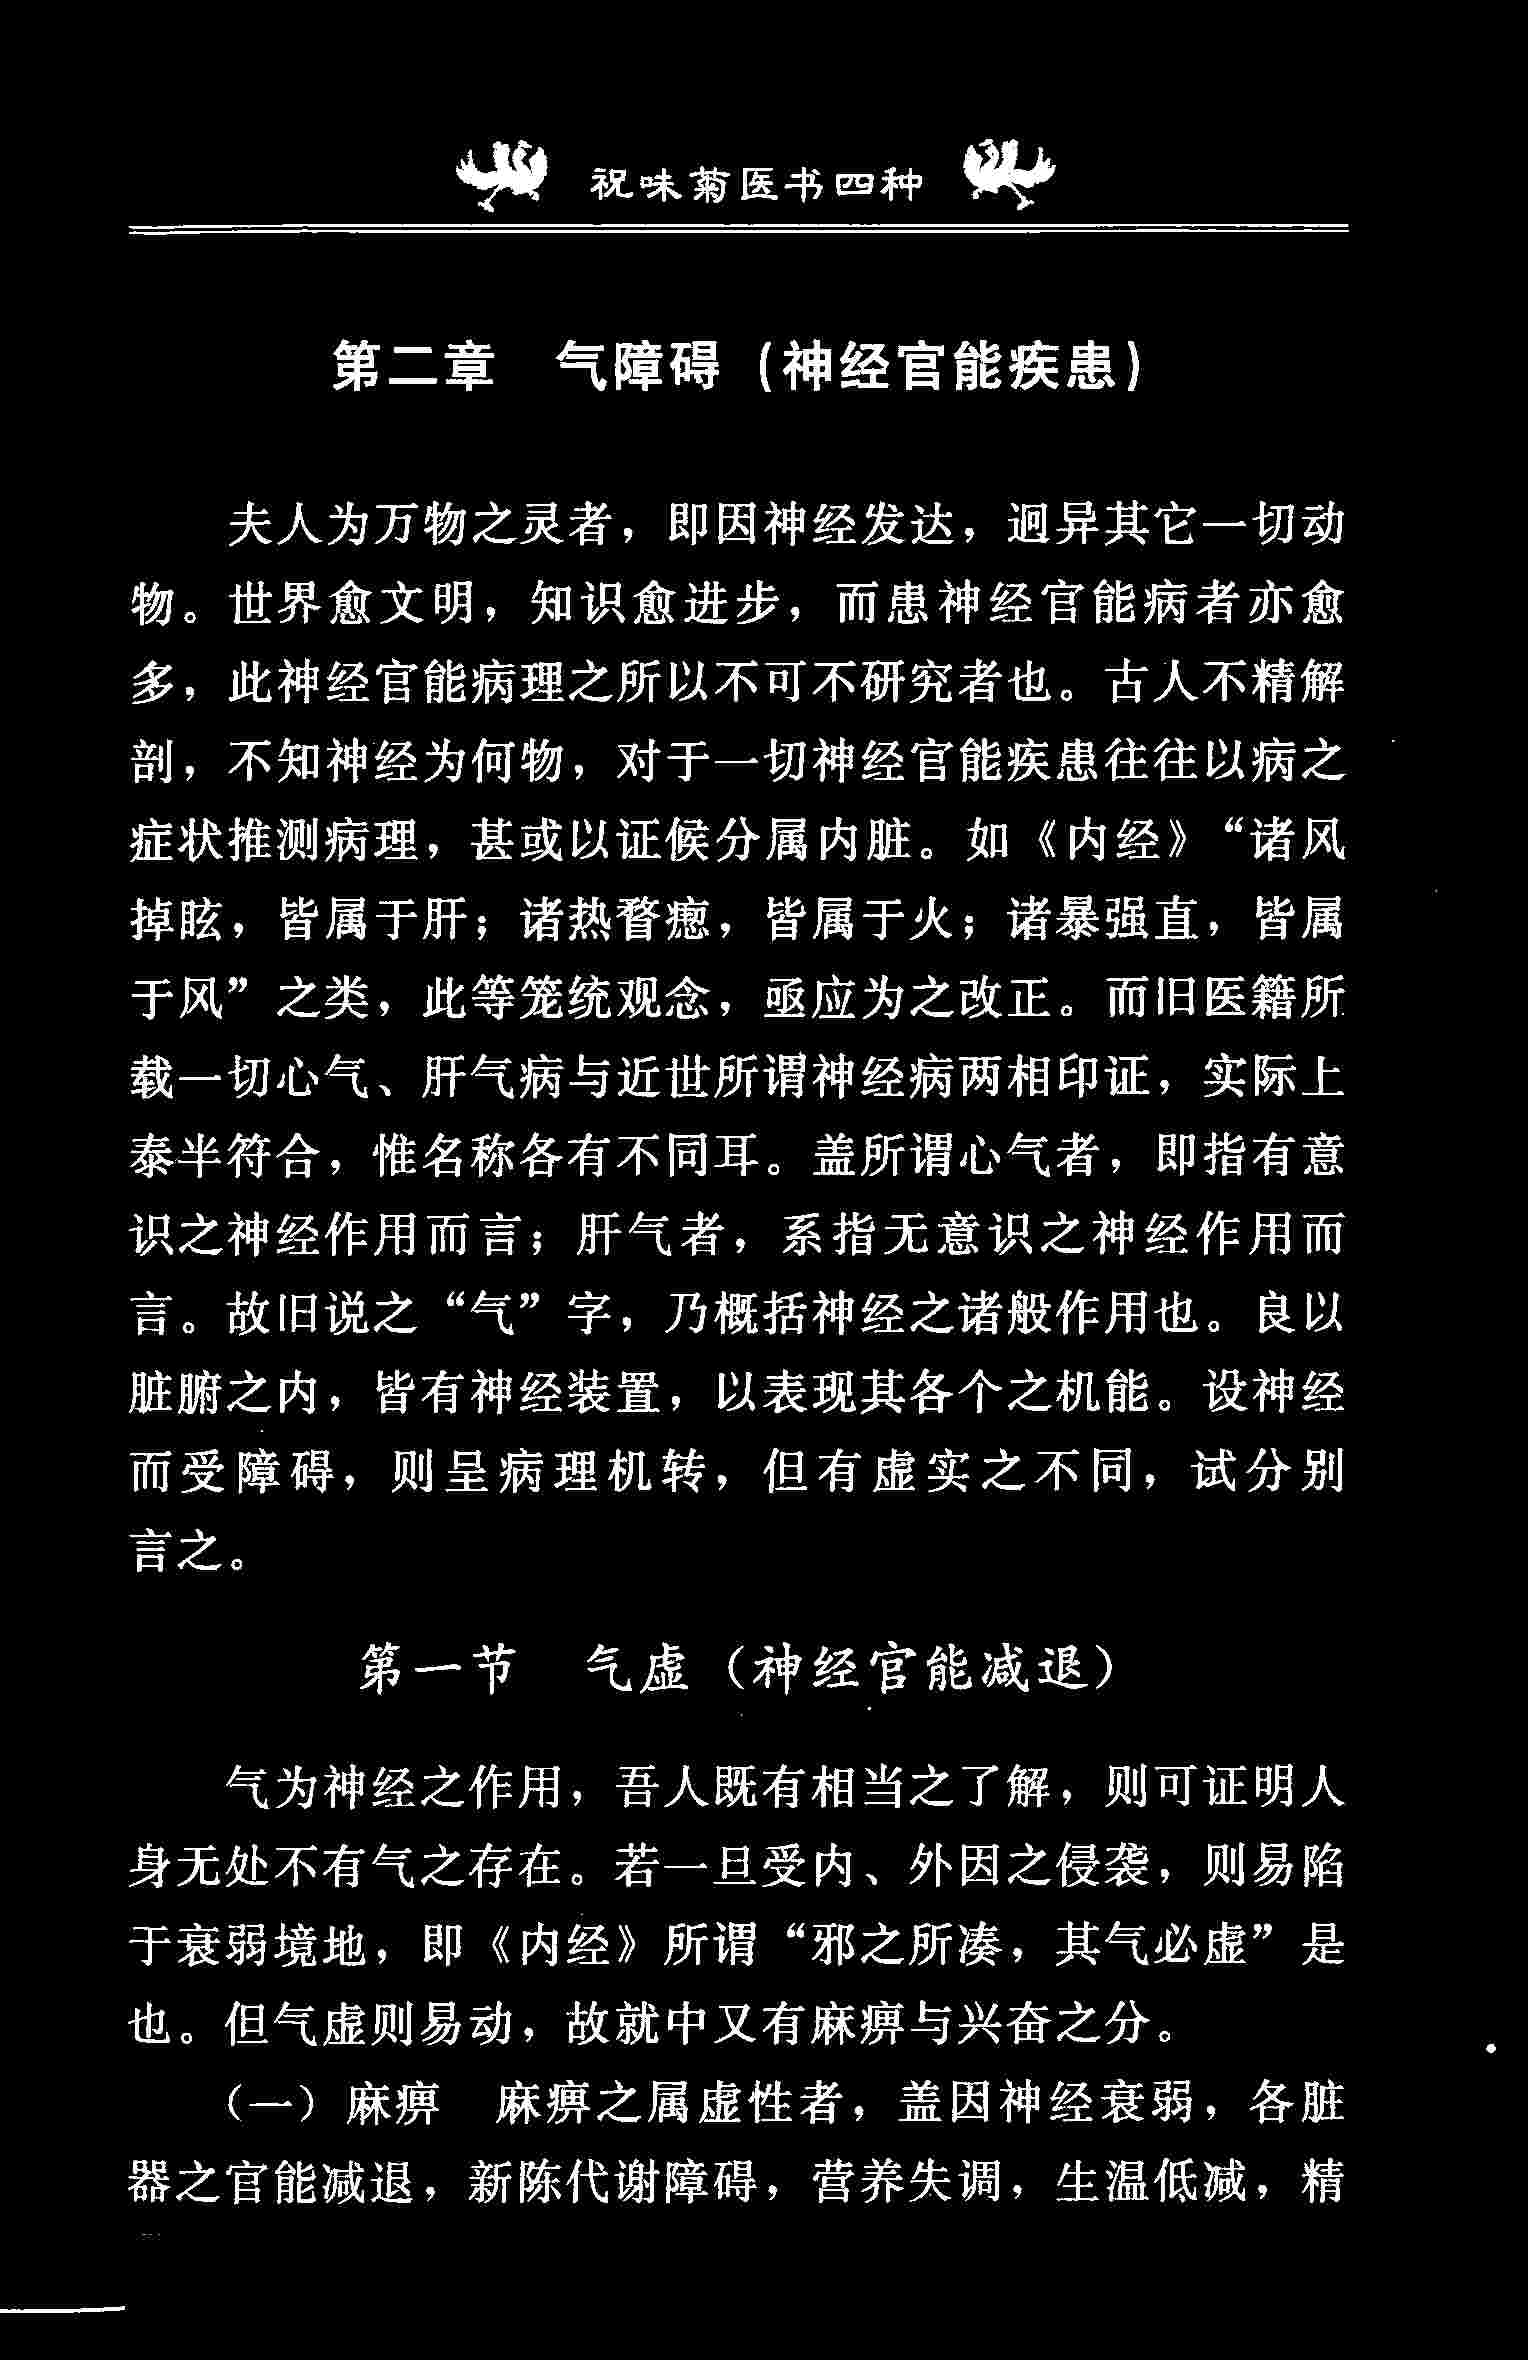 祝味菊医书四种
第二章 气障碍(神经官能疾患)
夫人为万物之灵者，即因神经发达，迥异其它一切动
物。世界愈文明，知识愈进步，而患神经官能病者亦愈
多，此神经官能病理之所以不可不研究者也。古人不精解
剖，不知神经为何物，对于一切神经官能疾患往往以病之
症状推测病理，甚或以证候分属内脏。如《内经》“诸风
掉眩，皆属于肝；诸热瞀瘛，皆属于火；诸暴强直，皆属
于风”之类，此等笼统观念，亟应为之改正。而旧医籍所
载一切心气、肝气病与近世所谓神经病两相印证，实际上
泰半符合，惟名称各有不同耳。盖所谓心气者，即指有意
识之神经作用而言；肝气者，系指无意识之神经作用而
言。故旧说之“气”字，乃概括神经之诸般作用也。良以
脏腑之内，皆有神经装置，以表现其各个之机能。设神经
而受障碍，则呈病理机转，但有虚实之不同，试分别
言之。
第一节 气虚（神经官能减退）
气为神经之作用，吾人既有相当之了解，则可证明人
身无处不有气之存在。若一旦受内、外因之侵袭，则易陷
于衰弱境地，即《内经》所谓“邪之所凑，其气必虚”是
也。但气虚则易动，故就中又有麻痹与兴奋之分。
（一）麻痹 麻痹之属虚性者，盖因神经衰弱，各脏
器之官能减退，新陈代谢障碍，营养失调，生温低减，精